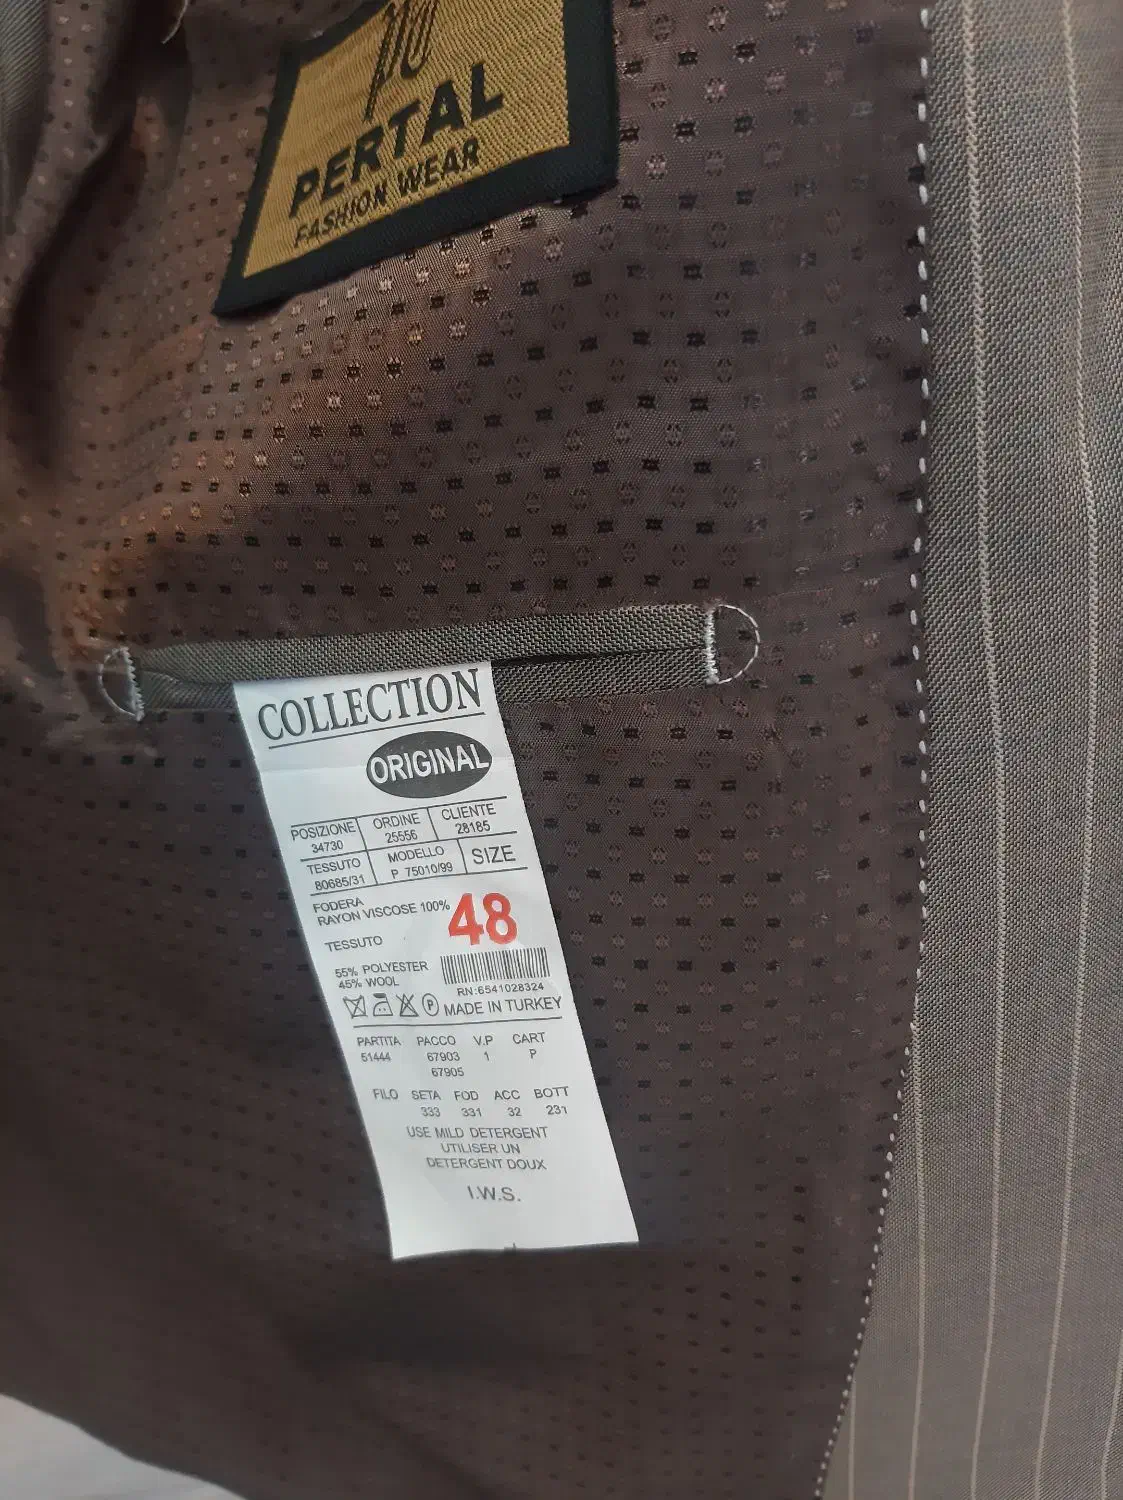 PERTAL
FASHION WEAR
COLLECTION
ORIGINAL
POSIZIONE ORDINE CLIENTE
34730 25556 28185
TESSUTO MODELLO SIZE
80685/31 P 75010/99
FODERA
RAYON VISCOSE 100%
48
TESSUTO
55% POLYESTER
45% WOOL
RN:6541028324
P MADE IN TURKEY
PARTITA PACCO V.P CART
51444 67903 1 P
67905
FILO SETA FOD ACC BOTT
333 331 32 231
USE MILD DETERGENT
UTILISER UN
DETERGENT DOUX
I.W.S.